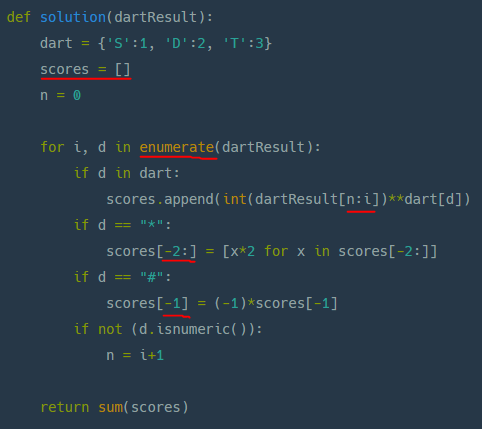 def solution(dartResult):
    dart = {'S':1, 'D':2, 'T':3}
    scores = []
    n = 0

    for i, d in enumerate(dartResult):
        if d in dart:
            scores.append(int(dartResult[n:i])**dart[d])
        if d == "*":
            scores[-2:] = [x*2 for x in scores[-2:]]
        if d == "#":
            scores[-1] = (-1)*scores[-1]
        if not (d.isnumeric()):
            n = i+1

    return sum(scores)